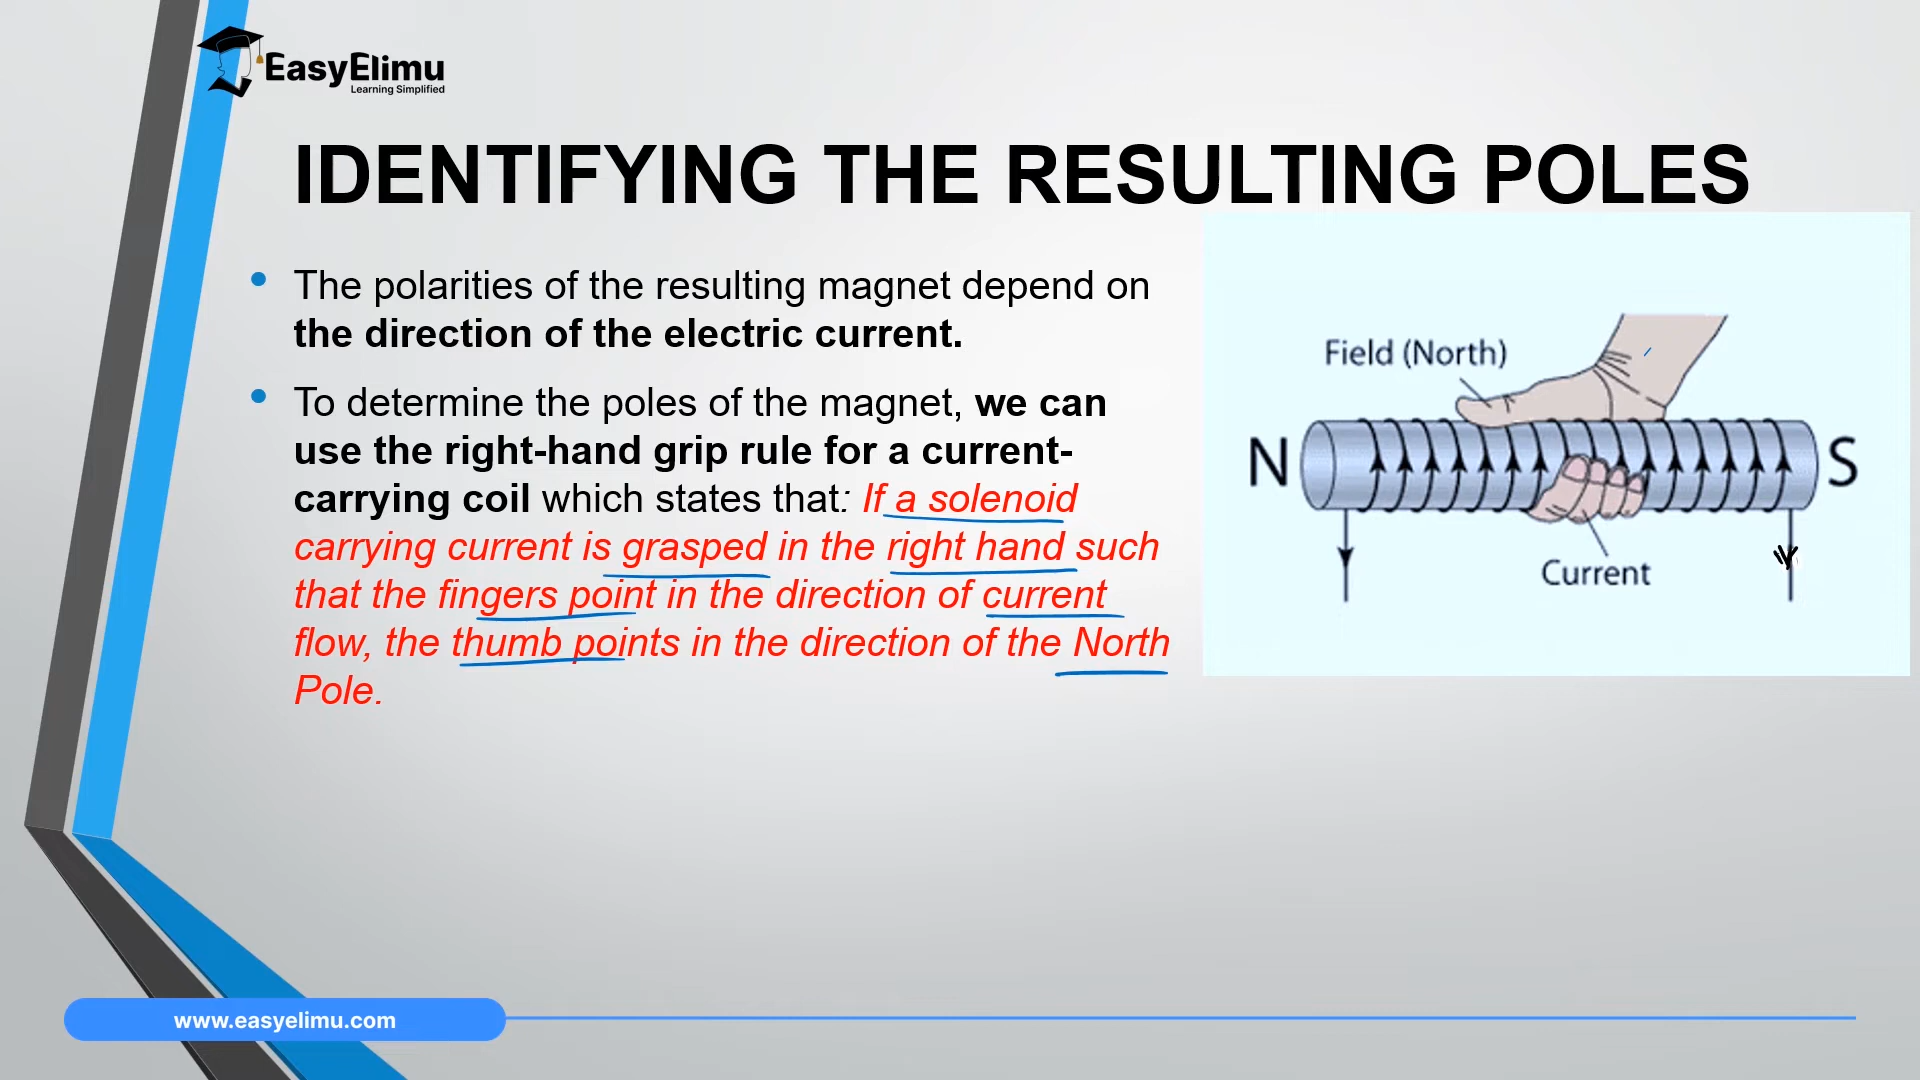 EasyElimu
Learning Simplified
IDENTIFYING THE RESULTING POLES
• The polarities of the resulting magnet depend on
the direction of the electric current.
• To determine the poles of the magnet, we can
use the right-hand grip rule for a current-
carrying coil which states that: If a solenoid
carrying current is grasped in the right hand such
that the fingers point in the direction of current
flow, the thumb points in the direction of the North
Pole.
Field (North)
N
S
Current
www.easyelimu.com